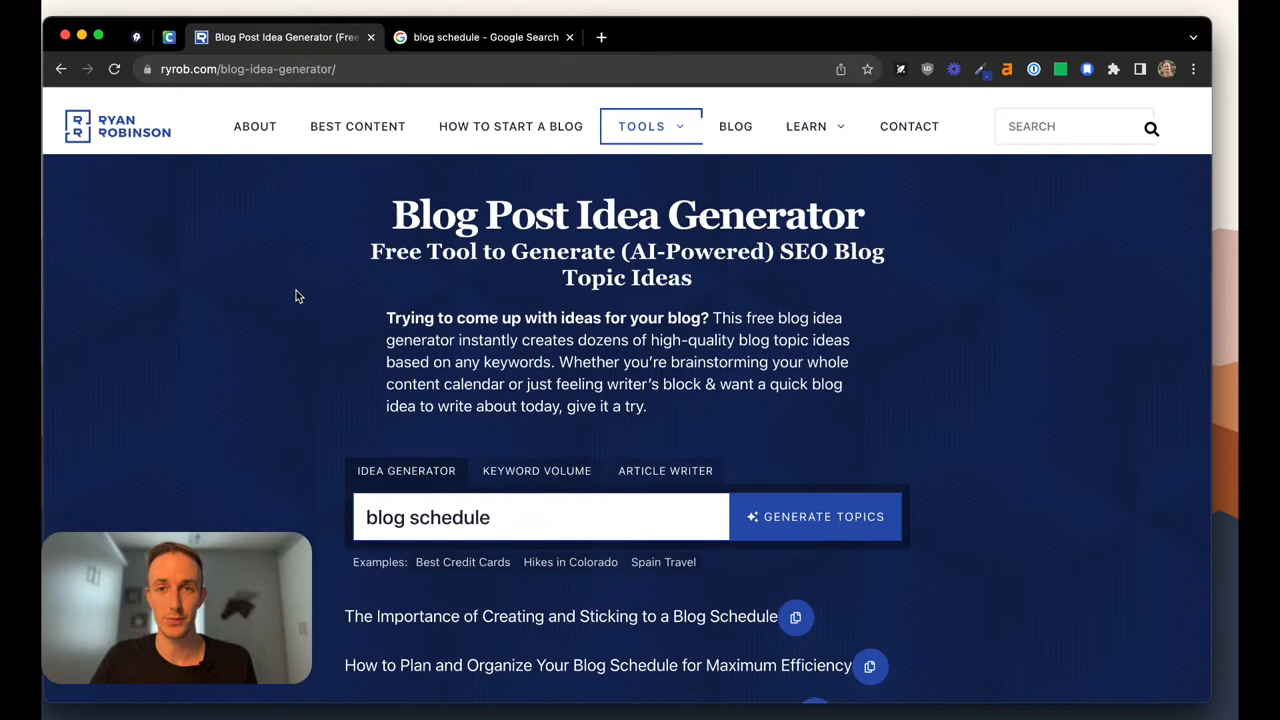 Blog Post Idea Generator (Free
blog schedule - Google Search
ryrob.com/blog-idea-generator/
RYAN
ROBINSON
ABOUT
BEST CONTENT
HOW TO START A BLOG
TOOLS
BLOG
LEARN
CONTACT
SEARCH
Blog Post Idea Generator
Free Tool to Generate (AI-Powered) SEO Blog
Topic Ideas
Trying to come up with ideas for your blog? This free blog idea
generator instantly creates dozens of high-quality blog topic ideas
based on any keywords. Whether you’re brainstorming your whole
content calendar or just feeling writer’s block & want a quick blog
idea to write about today, give it a try.
IDEA GENERATOR
KEYWORD VOLUME
ARTICLE WRITER
blog schedule
GENERATE TOPICS
Examples: Best Credit Cards Hikes in Colorado Spain Travel
The Importance of Creating and Sticking to a Blog Schedule
How to Plan and Organize Your Blog Schedule for Maximum Efficiency